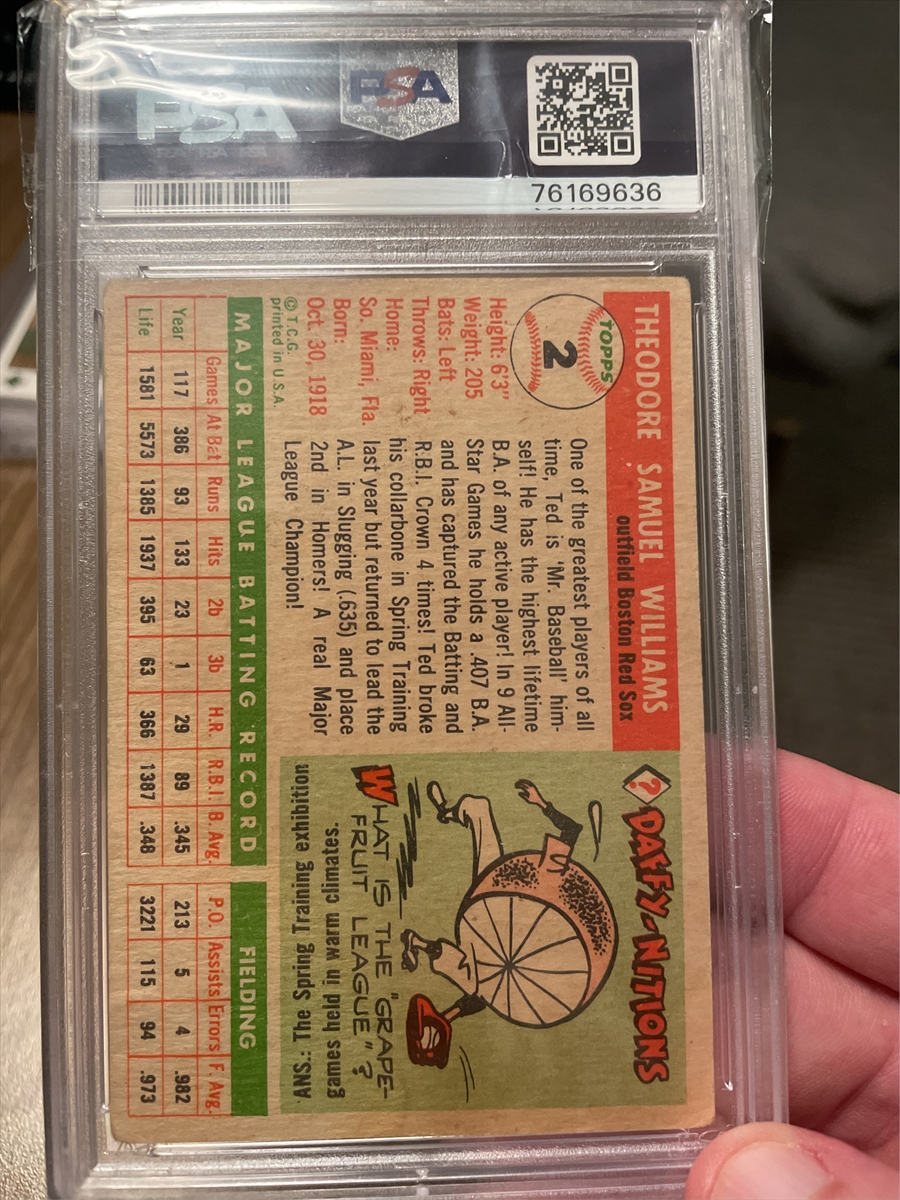 PSA
PSA
76169636
THEODORE SAMUEL WILLIAMS
outfield Boston Red Sox
TOPPS
2
Height: 6'3"
Weight: 205
Bats: Left
Throws: Right
Home:
So. Miami, Fla.
Born:
Oct. 30, 1918
© T.C.G.
printed in U.S.A.
One of the greatest players of all
time, Ted is 'Mr. Baseball' him-
self! He has the highest lifetime
B.A. of any active player! In 9 All-
Star Games he holds a .407 B.A.
and has captured the Batting and
R.B.I. Crown 4 times! Ted broke
his collarbone in Spring Training
last year but returned to lead the
A.L. in Slugging (.635) and place
2nd in Homers! A real Major
League Champion!
? DAFFY-NITIONS
WHAT IS THE "GRAPE-
FRUIT LEAGUE"?
ANS.: The Spring Training exhibition
games held in warm climates.
MAJOR LEAGUE BATTING RECORD
FIELDING
Games At Bat Runs Hits 2b 3b H.R. R.B.I. B. Avg. P.O. Assists Errors F. Avg.
Year 117 386 93 133 23 1 29 89 .345 213 5 4 .982
Life 1581 5573 1385 1937 395 63 366 1387 .348 3221 115 94 .973